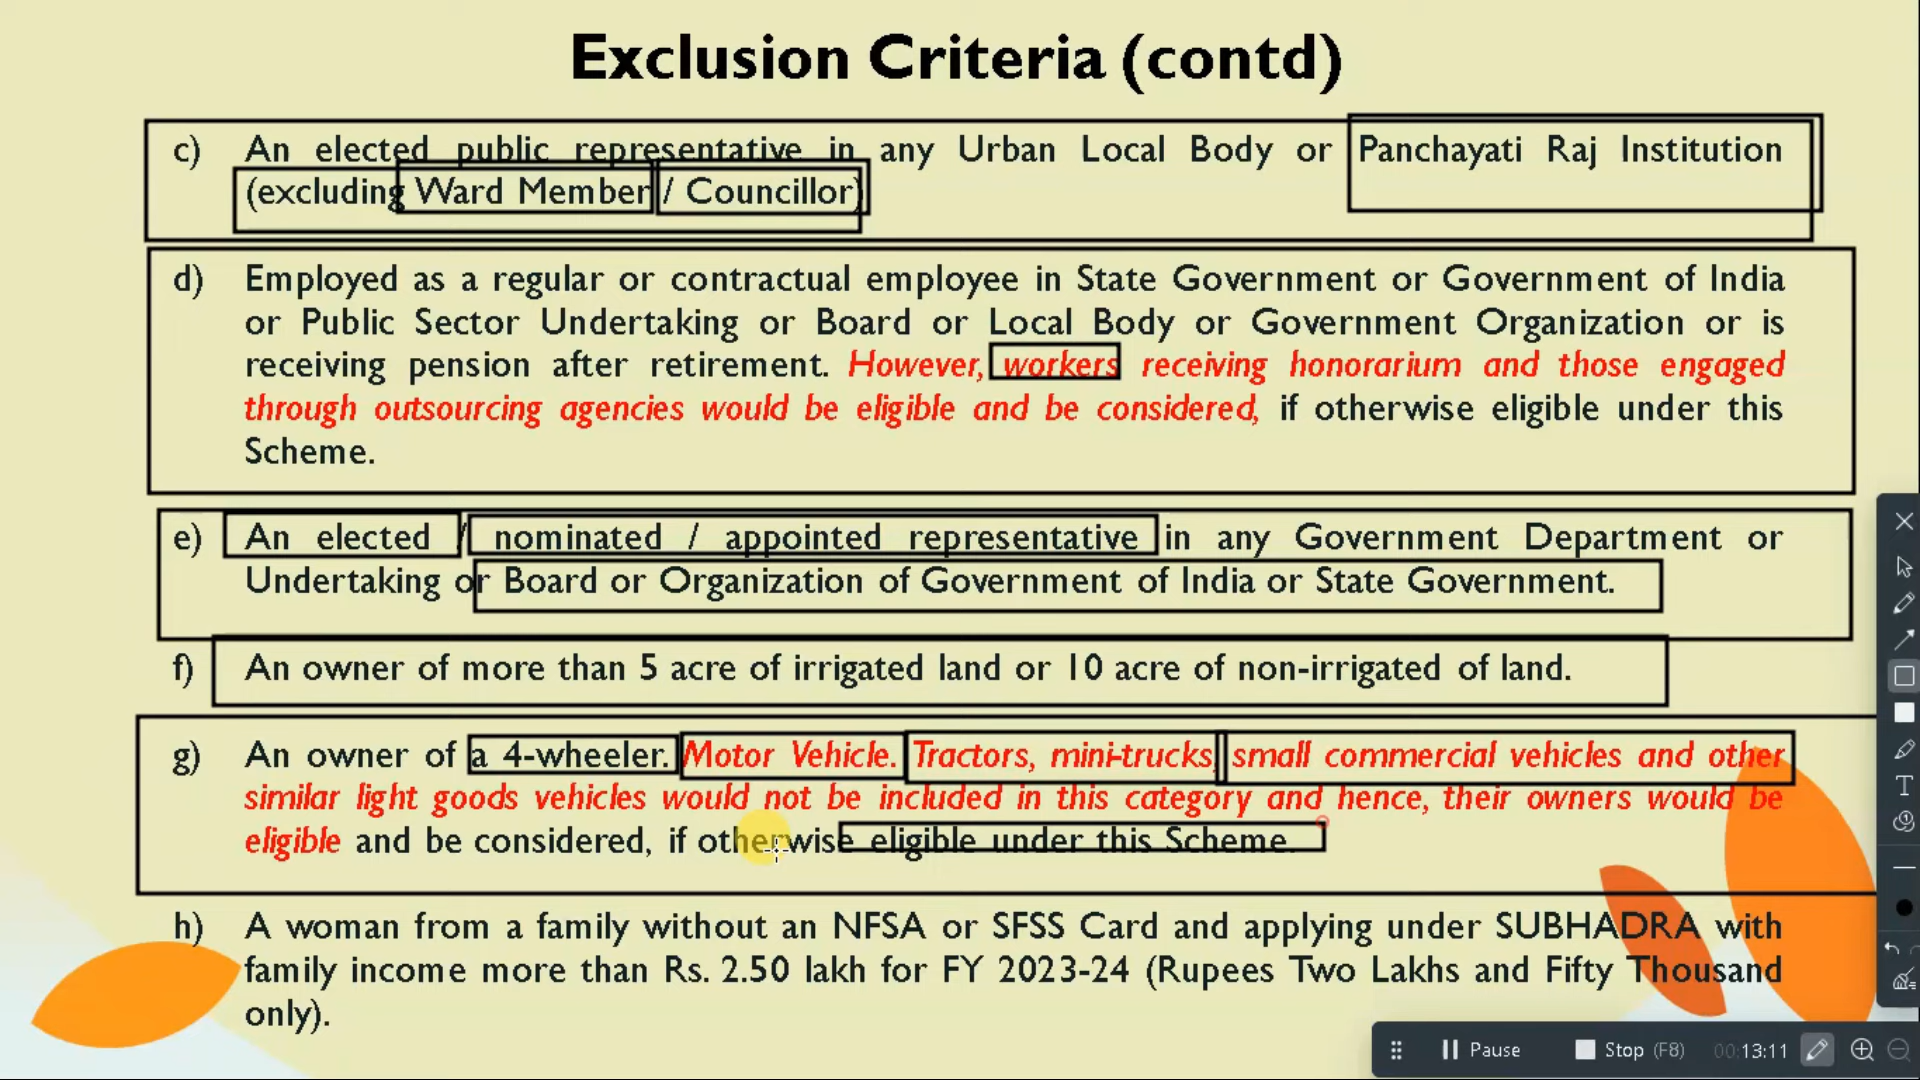 Exclusion Criteria (contd)
c) An elected public representative in any Urban Local Body or Panchayati Raj Institution
(excluding Ward Member / Councillor)
d) Employed as a regular or contractual employee in State Government or Government of India
or Public Sector Undertaking or Board or Local Body or Government Organization or is
receiving pension after retirement. However, workers receiving honorarium and those engaged
through outsourcing agencies would be eligible and be considered, if otherwise eligible under this
Scheme.
e) An elected / nominated / appointed representative in any Government Department or
Undertaking or Board or Organization of Government of India or State Government.
f) An owner of more than 5 acre of irrigated land or 10 acre of non-irrigated of land.
g) An owner of a 4-wheeler. Motor Vehicle. Tractors, mini-trucks, small commercial vehicles and other
similar light goods vehicles would not be included in this category and hence, their owners would be
eligible and be considered, if otherwise eligible under this Scheme.
h) A woman from a family without an NFSA or SFSS Card and applying under SUBHADRA with
family income more than Rs. 2.50 lakh for FY 2023-24 (Rupees Two Lakhs and Fifty Thousand
only).
Pause Stop (F8) 00:13:11